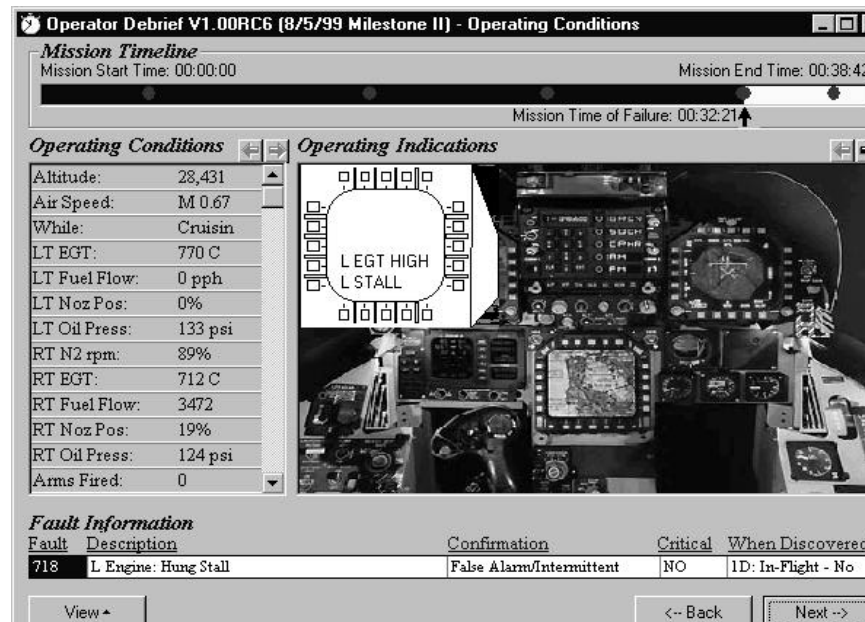 Operator Debrief V1.00RC6 (8/5/99 Milestone II) - Operating Conditions
Mission Timeline
Mission Start Time: 00:00:00 Mission End Time: 00:38:42
Mission Time of Failure: 00:32:21
Operating Conditions Operating Indications
Altitude: 28,431
Air Speed: M 0.67
While: Cruisin
LT EGT: 770 C
LT Fuel Flow: 0 pph
LT Noz Pos: 0%
LT Oil Press: 133 psi
RT N2 rpm: 89%
RT EGT: 712 C
RT Fuel Flow: 3472
RT Noz Pos: 19%
RT Oil Press: 124 psi
Arms Fired: 0
L EGT HIGH
L STALL
Fault Information
Fault Description Confirmation Critical When Discovered
718 L Engine: Hung Stall False Alarm/Intermittent NO 1D: In-Flight - No
View <-- Back Next -->